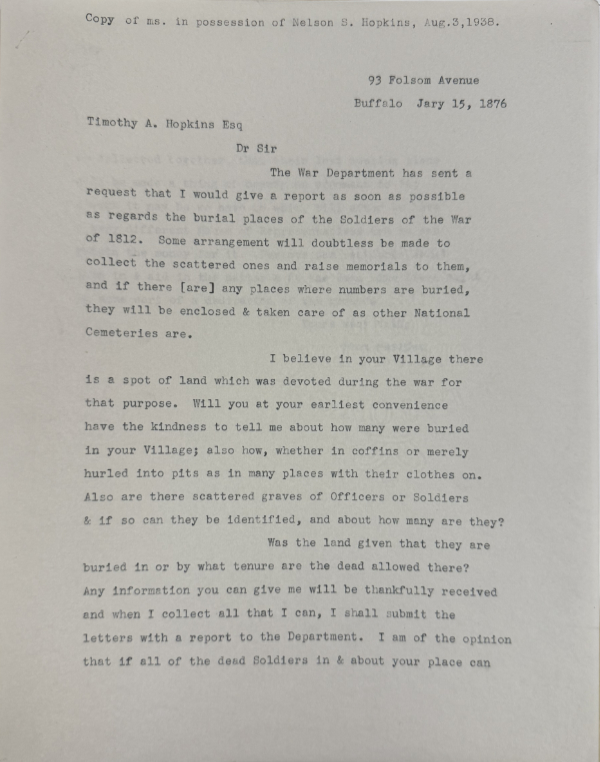 Copy of ms. in possession of Nelson S. Hopkins, Aug.3,1938.
93 Folsom Avenue
Buffalo Jary 15, 1876
Timothy A. Hopkins Esq
Dr Sir
The War Department has sent a
request that I would give a report as soon as possible
as regards the burial places of the Soldiers of the War
of 1812. Some arrangement will doubtless be made to
collect the scattered ones and raise memorials to them,
and if there [are] any places where numbers are buried,
they will be enclosed & taken care of as other National
Cemeteries are.
I believe in your Village there
is a spot of land which was devoted during the war for
that purpose. Will you at your earliest convenience
have the kindness to tell me about how many were buried
in your Village; also how, whether in coffins or merely
hurled into pits as in many places with their clothes on.
Also are there scattered graves of Officers or Soldiers
& if so can they be identified, and about how many are they?
Was the land given that they are
buried in or by what tenure are the dead allowed there?
Any information you can give me will be thankfully received
and when I collect all that I can, I shall submit the
letters with a report to the Department. I am of the opinion
that if all of the dead Soldiers in & about your place can